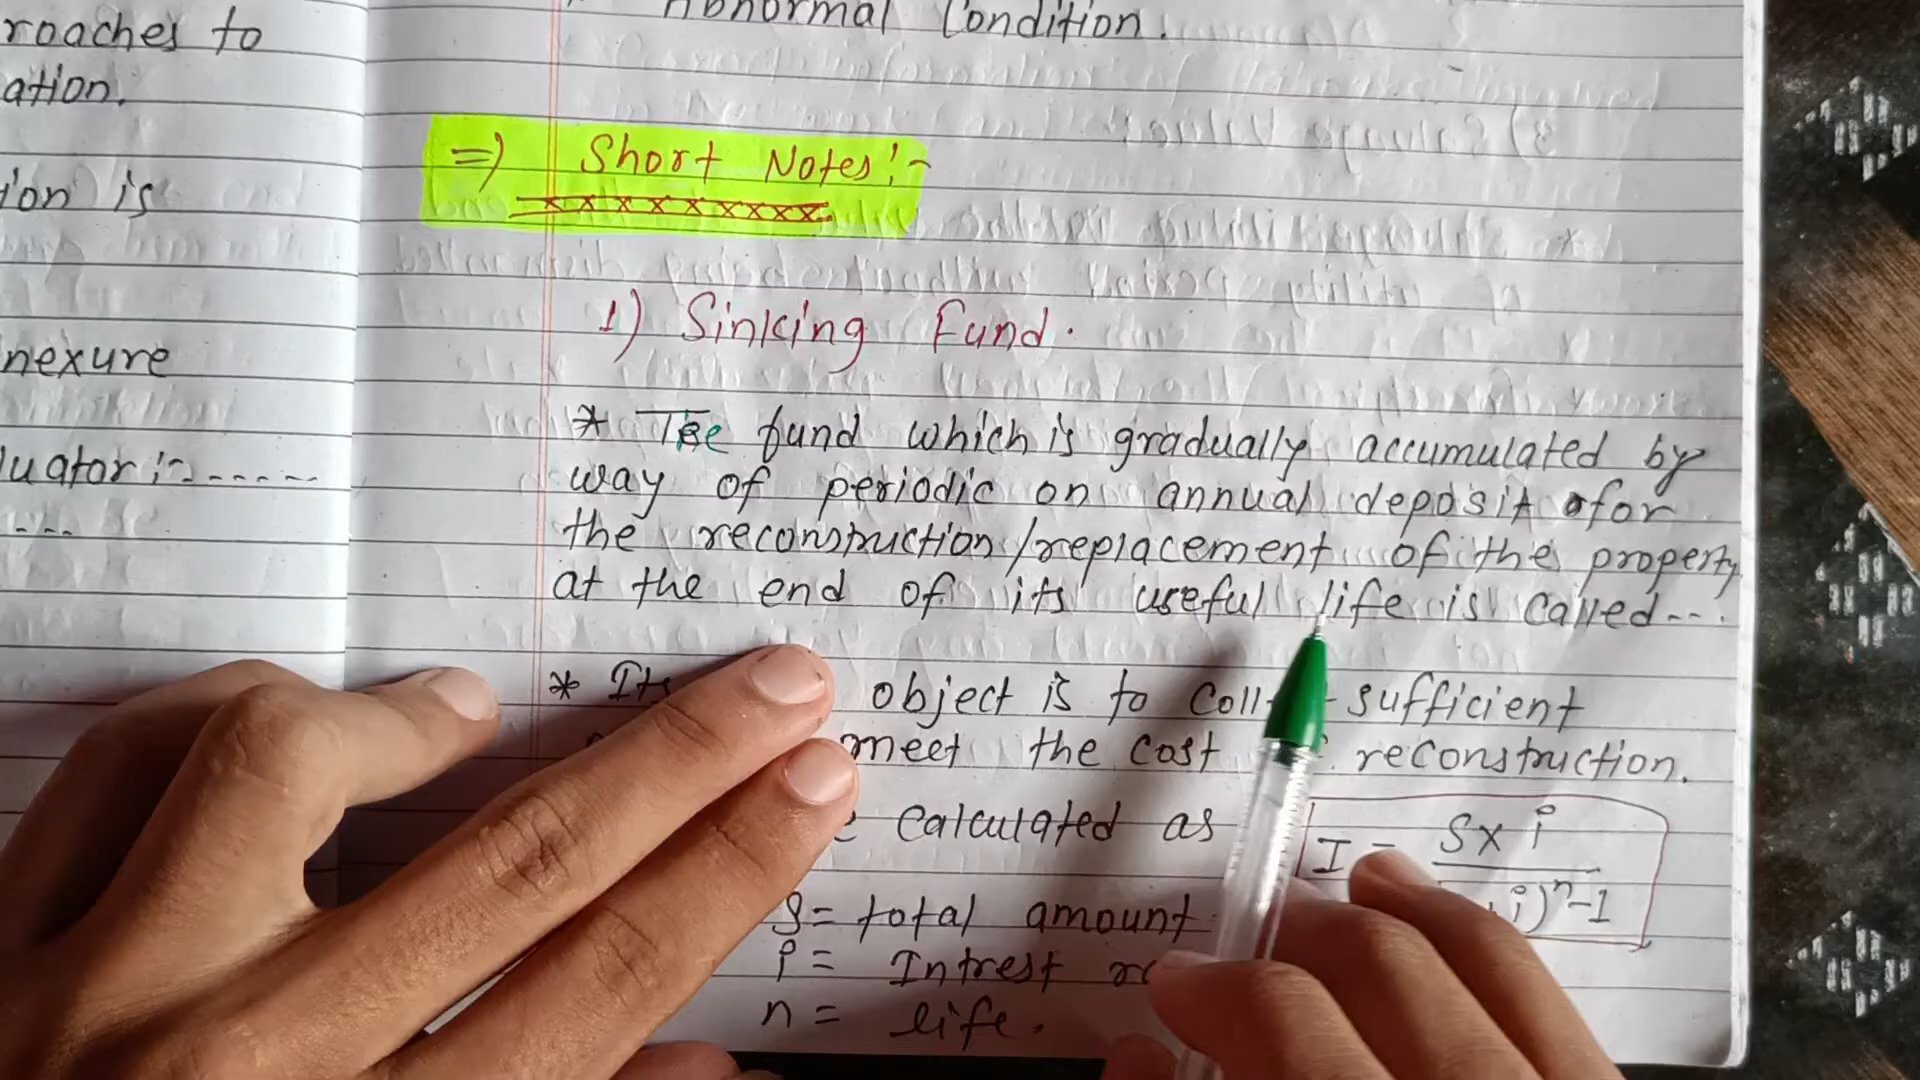 roaches to
ation.
ion is
nexure
luator :- -----
----
Abnormal Condition.
=) Short Notes :-
xxxxxxxxx
1) Sinking Fund.
* The fund which is gradually accumulated by
way of periodic on annual deposit for
the reconstruction/replacement of the property
at the end of its useful life is called---
* Its object is to sufficient
meet the cost reconstruction.
calculated as I = S x i
i)^n-1
S = total amount
i = Intrest
n = life.